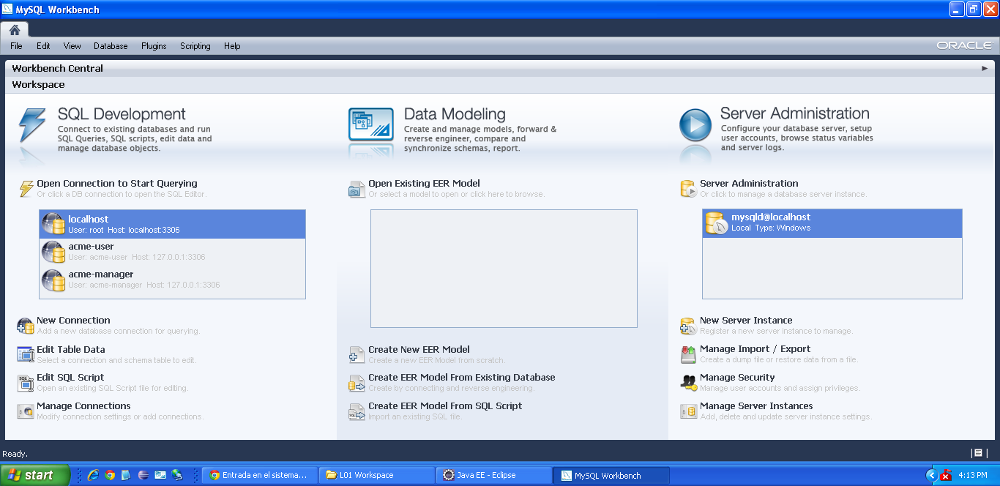 MySQL Workbench
File Edit View Database Plugins Scripting Help
ORACLE
Workbench Central
Workspace
SQL Development
Connect to existing databases and run
SQL Queries, SQL scripts, edit data and
manage database objects.
Open Connection to Start Querying
Or click a DB connection to open the SQL Editor.
localhost
User: root Host: localhost:3306
acme-user
User: acme-user Host: 127.0.0.1:3306
acme-manager
User: acme-manager Host: 127.0.0.1:3306
New Connection
Add a new database connection for querying.
Edit Table Data
Select a connection and schema table to edit.
Edit SQL Script
Open an existing SQL Script file for editing.
Manage Connections
Modify connection settings or add connections.
Data Modeling
Create and manage models, forward &
reverse engineer, compare and
synchronize schemas, report.
Open Existing EER Model
Or select a model to open or click here to browse.
Create New EER Model
Create a new EER Model from scratch.
Create EER Model From Existing Database
Create by connecting and reverse engineering.
Create EER Model From SQL Script
Import an existing SQL file.
Server Administration
Configure your database server, setup
user accounts, browse status variables
and server logs.
Server Administration
Or click to manage a database server instance.
mysqld@localhost
Local Type: Windows
New Server Instance
Register a new server instance to manage.
Manage Import / Export
Create a dump file or restore data from a file.
Manage Security
Manage user accounts and assign privileges.
Manage Server Instances
Add, delete and update server instance settings.
Ready.
start
Entrada en el sistema...
L01 Workspace
Java EE - Eclipse
MySQL Workbench
4:13 PM